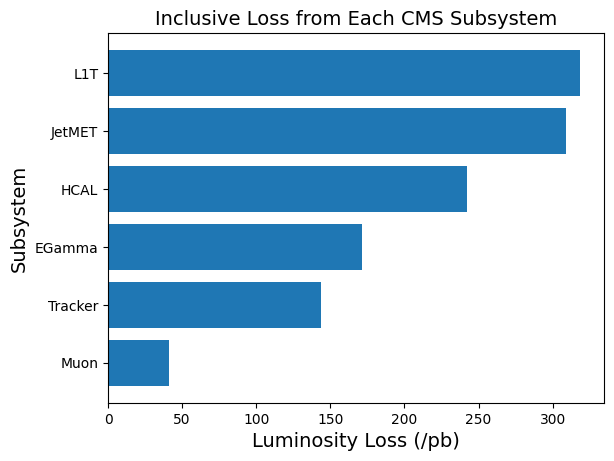 Inclusive Loss from Each CMS Subsystem
L1T
JetMET
HCAL
EGamma
Tracker
Muon
Subsystem
0 50 100 150 200 250 300
Luminosity Loss (/pb)